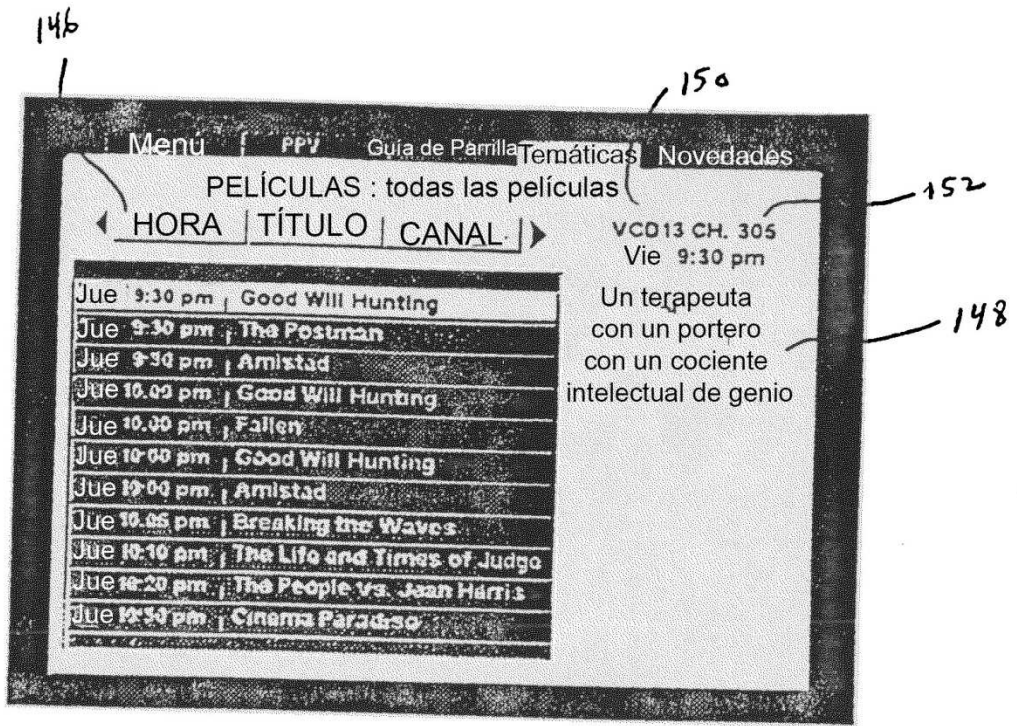 146
150
Menú PPV Guía de Parrilla Temáticas Novedades
PELÍCULAS : todas las películas
152
HORA TÍTULO CANAL
VCD13 CH. 305
Vie 9:30 pm
Jue 9:30 pm Good Will Hunting
Un terapeuta
con un portero
con un cociente
intelectual de genio
148
Jue 9:30 pm The Postman
Jue 9:30 pm Amistad
Jue 10:00 pm Good Will Hunting
Jue 10:00 pm Fallen
Jue 10:00 pm Good Will Hunting
Jue 10:00 pm Amistad
Jue 10:05 pm Breaking the Waves
Jue 10:10 pm The Life and Times of Judge
Jue 10:20 pm The People vs. Jean Harris
Jue 10:30 pm Cinema Paradiso